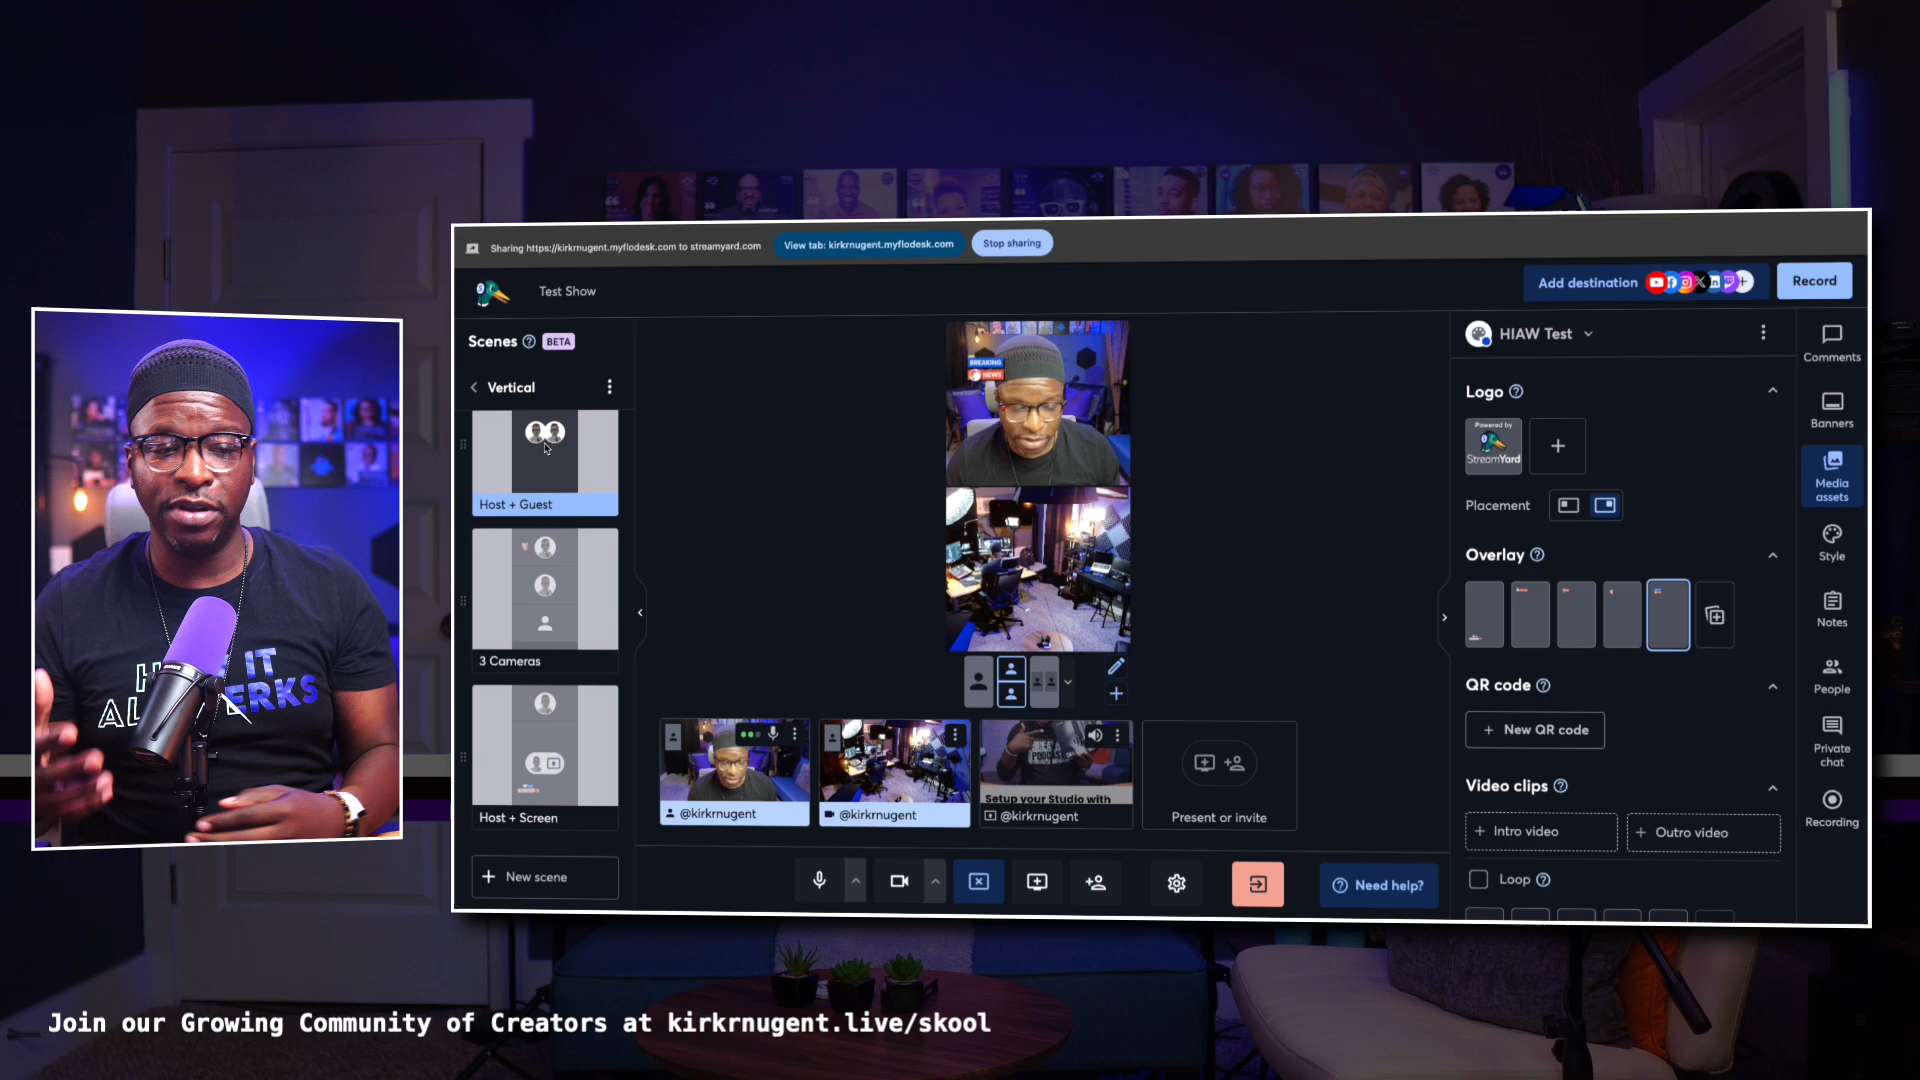 Sharing https://kirkrnugent.myflodesk.com to streamyard.com
View tab: kirkrnugent.myflodesk.com
Stop sharing
Test Show
Add destination
Record
Scenes
BETA
Vertical
Host + Guest
3 Cameras
Host + Screen
New scene
BREAKING
NEWS
@kirkrnugent
@kirkrnugent
Setup your Studio with
@kirkrnugent
Present or invite
Need help?
HIAW Test
Logo
Powered by
StreamYard
Placement
Overlay
QR code
New QR code
Video clips
Intro video
Outro video
Loop
Comments
Banners
Media
assets
Style
Notes
People
Private
chat
Recording
Join our Growing Community of Creators at kirkrnugent.live/skool